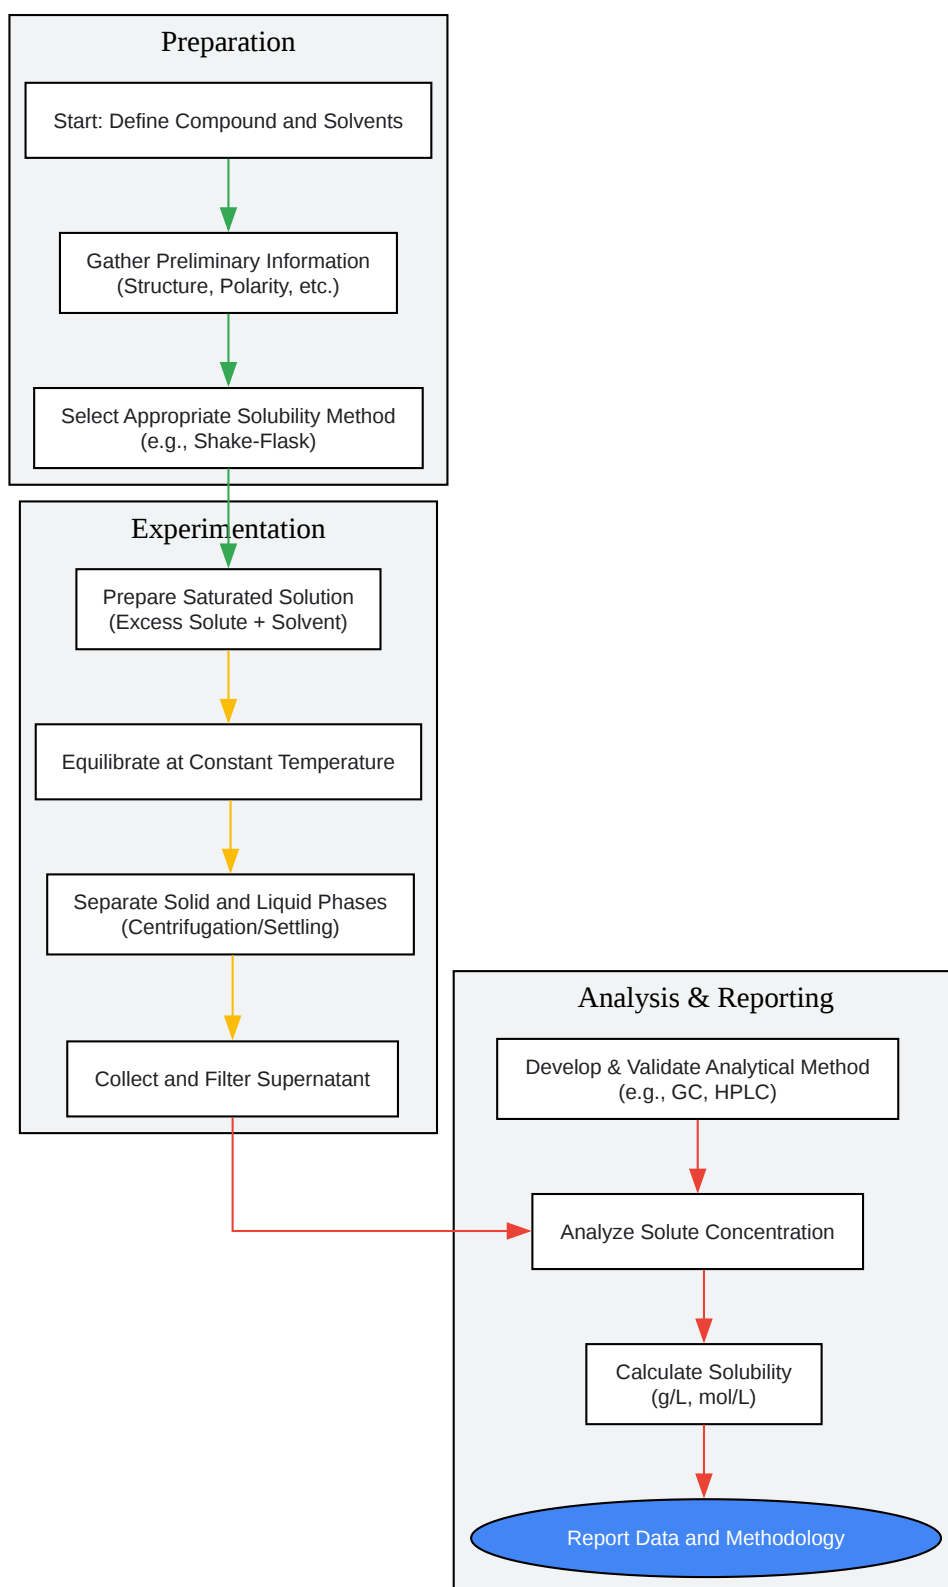 Preparation
Start: Define Compound and Solvents
Gather Preliminary Information
(Structure, Polarity, etc.)
Select Appropriate Solubility Method
(e.g., Shake-Flask)
Experimentation
Prepare Saturated Solution
(Excess Solute + Solvent)
Equilibrate at Constant Temperature
Separate Solid and Liquid Phases
(Centrifugation/Settling)
Collect and Filter Supernatant
Analysis & Reporting
Develop & Validate Analytical Method
(e.g., GC, HPLC)
Analyze Solute Concentration
Calculate Solubility
(g/L, mol/L)
Report Data and Methodology